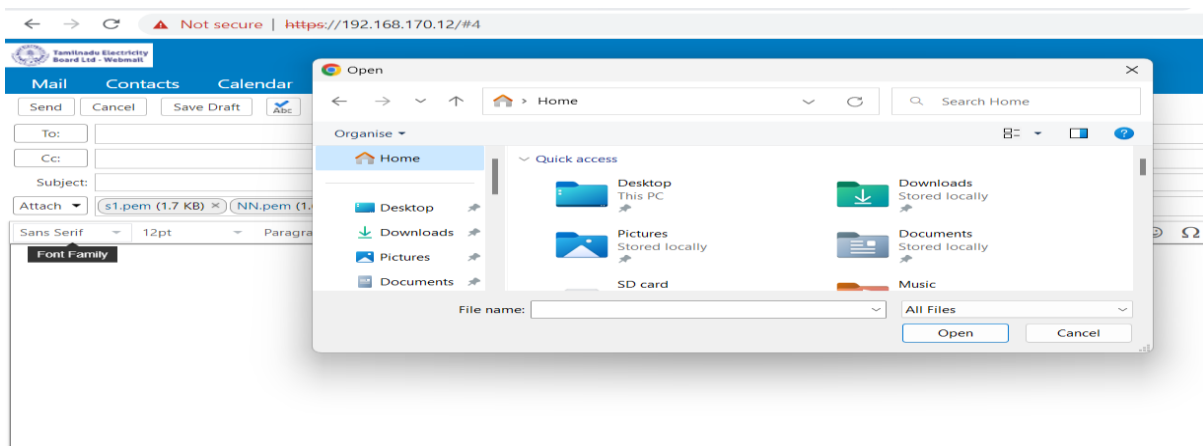 Not secure | https://192.168.170.12/#4
Tamilnadu Electricity
Board Ltd - Webmail
Mail Contacts Calendar
Send Cancel Save Draft Abc
To:
Cc:
Subject:
Attach s1.pem (1.7 KB) × NN.pem (1.
Sans Serif 12pt Paragra
Font Family
Open
Home
Search Home
Organise
Home
Desktop
Downloads
Pictures
Documents
Quick access
Desktop
This PC
Downloads
Stored locally
Pictures
Stored locally
Documents
Stored locally
SD card
Music
File name:
All Files
Open Cancel